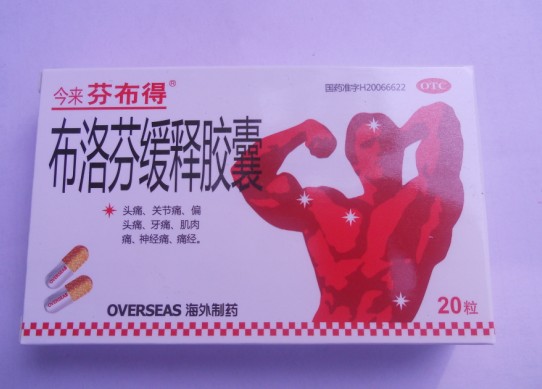 今来 芬布得®
国药准字H20066622
OTC
布洛芬缓释胶囊
头痛、关节痛、偏
头痛、牙痛、肌肉
痛、神经痛、痛经。
OVERSEAS 海外制药
20粒